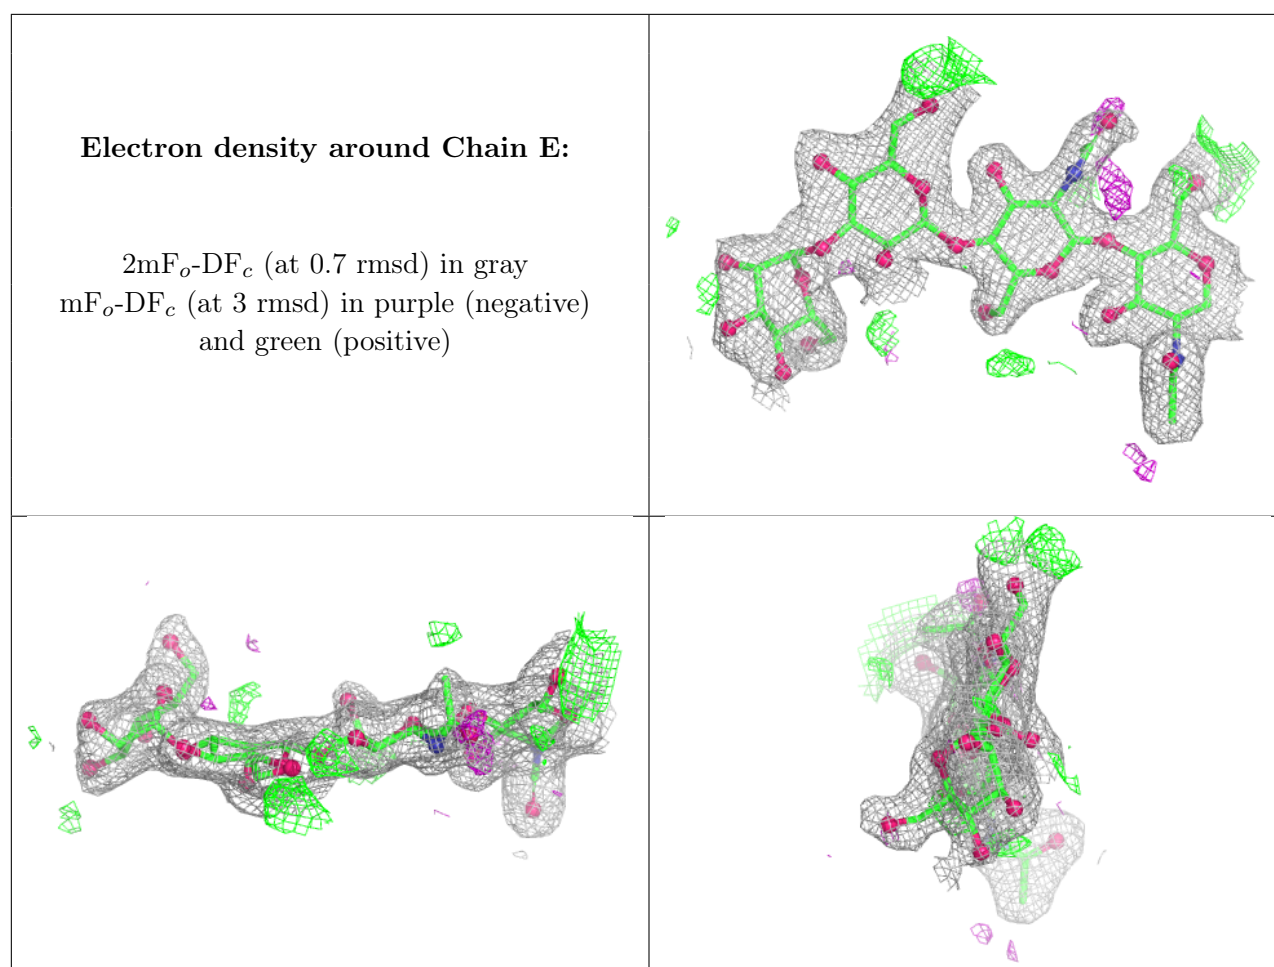 Electron density around Chain E:
2mFo-DFc (at 0.7 rmsd) in gray
mFo-DFc (at 3 rmsd) in purple (negative)
and green (positive)